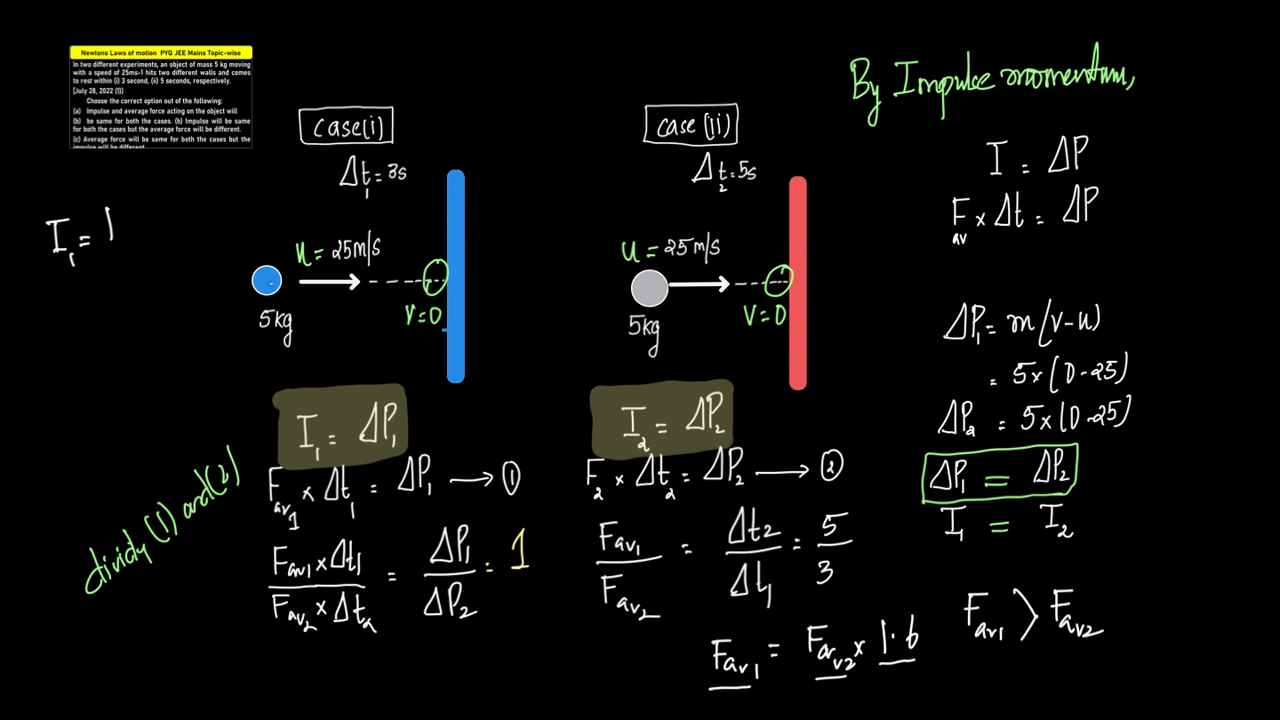 Newtons Laws of motion PYQ JEE Mains Topic-wise
In two different experiments, an object of mass 5 kg moving
with a speed of 25ms-1 hits two different walls and comes
to rest within (i) 3 second, (ii) 5 seconds, respectively.
[July 28, 2022 (I)]
Choose the correct option out of the following:
(a) Impulse and average force acting on the object will
(b) be same for both the cases. (b) Impulse will be same
for both the cases but the average force will be different.
(c) Average force will be same for both the cases but the
impulse will be different
I₁ =
case(i)
Δt₁ = 3s
u = 25m/s
5kg
V=0
I₁ = ΔP₁
F av₁ × Δt₁ = ΔP₁ → ①
divide (1) and (2)
Fav₁ × Δt₁ / Fav₂ × Δt₂ = ΔP₁ / ΔP₂ = 1
case (ii)
Δt₂ = 5s
u = 25m/s
5kg
V=0
I₂ = ΔP₂
F₂ × Δt₂ = ΔP₂ → ②
Fav₁ / Fav₂ = Δt₂ / Δt₁ = 5 / 3
Fav₁ = Fav₂ × 1.6
By Impulse momentum,
I = ΔP
F av × Δt = ΔP
ΔP₁ = m(v-u)
= 5×(0-25)
ΔP₂ = 5×(0-25)
ΔP₁ = ΔP₂
I₁ = I₂
Fav₁ > Fav₂